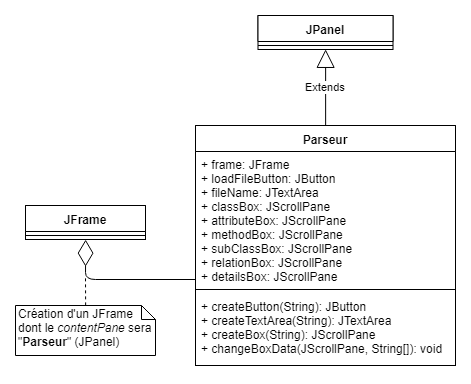 JPanel
Extends
Parseur
+ frame: JFrame
+ loadFileButton: JButton
+ fileName: JTextArea
+ classBox: JScrollPane
+ attributeBox: JScrollPane
+ methodBox: JScrollPane
+ subClassBox: JScrollPane
+ relationBox: JScrollPane
+ detailsBox: JScrollPane
+ createButton(String): JButton
+ createTextArea(String): JTextArea
+ createBox(String): JScrollPane
+ changeBoxData(JScrollPane, String[]): void
JFrame
Création d'un JFrame
dont le contentPane sera
"Parseur" (JPanel)